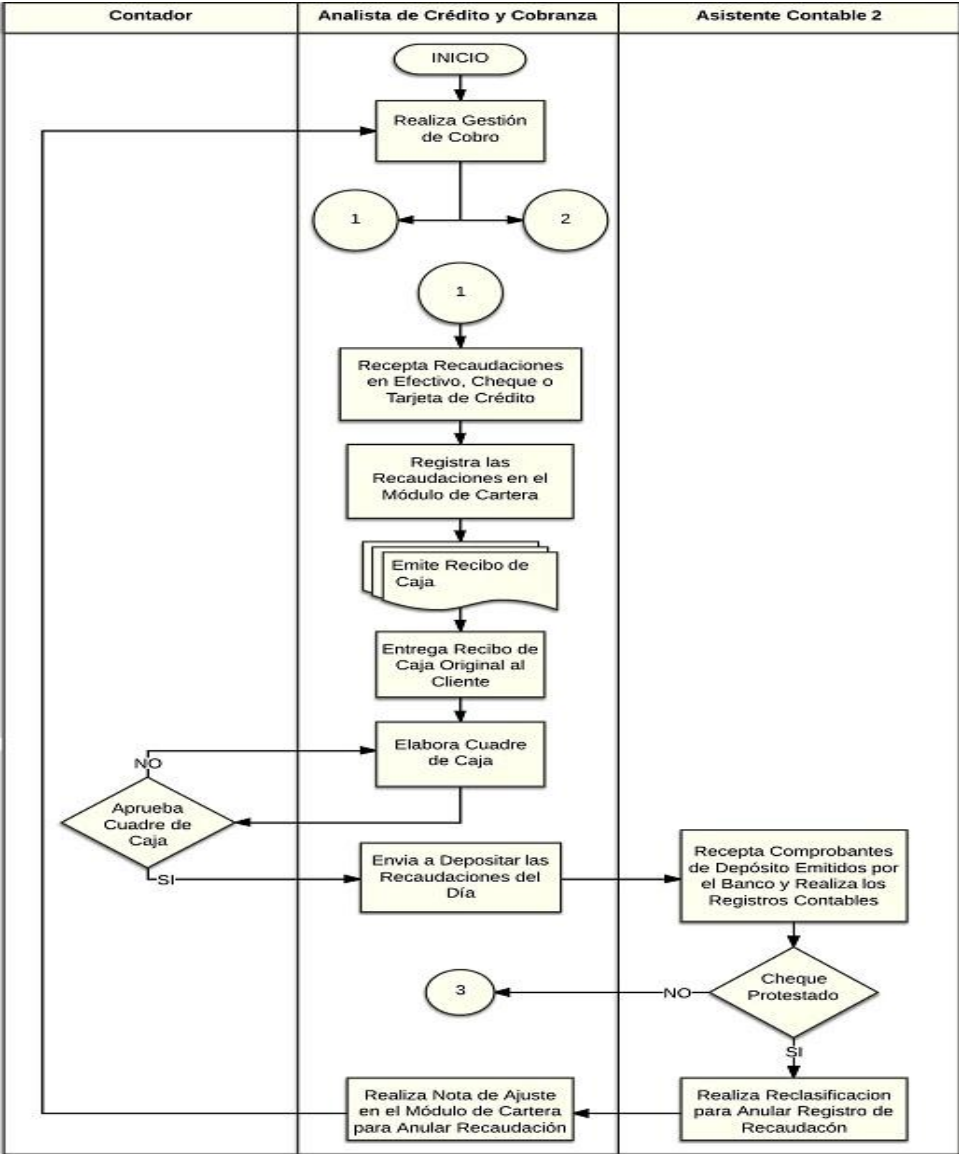 Contador
Analista de Crédito y Cobranza
Asistente Contable 2
INICIO
Realiza Gestión
de Cobro
1
2
1
Recepta Recaudaciones
en Efectivo, Cheque o
Tarjeta de Crédito
Registra las
Recaudaciones en el
Módulo de Cartera
Emite Recibo de
Caja
Entrega Recibo de
Caja Original al
Cliente
Elabora Cuadre
de Caja
NO
Aprueba
Cuadre de
Caja
SI
Envia a Depositar las
Recaudaciones del
Día
Recepta Comprobantes
de Depósito Emitidos por
el Banco y Realiza los
Registros Contables
Cheque
Protestado
NO
3
SI
Realiza Reclasificacion
para Anular Registro de
Recaudacón
Realiza Nota de Ajuste
en el Módulo de Cartera
para Anular Recaudación